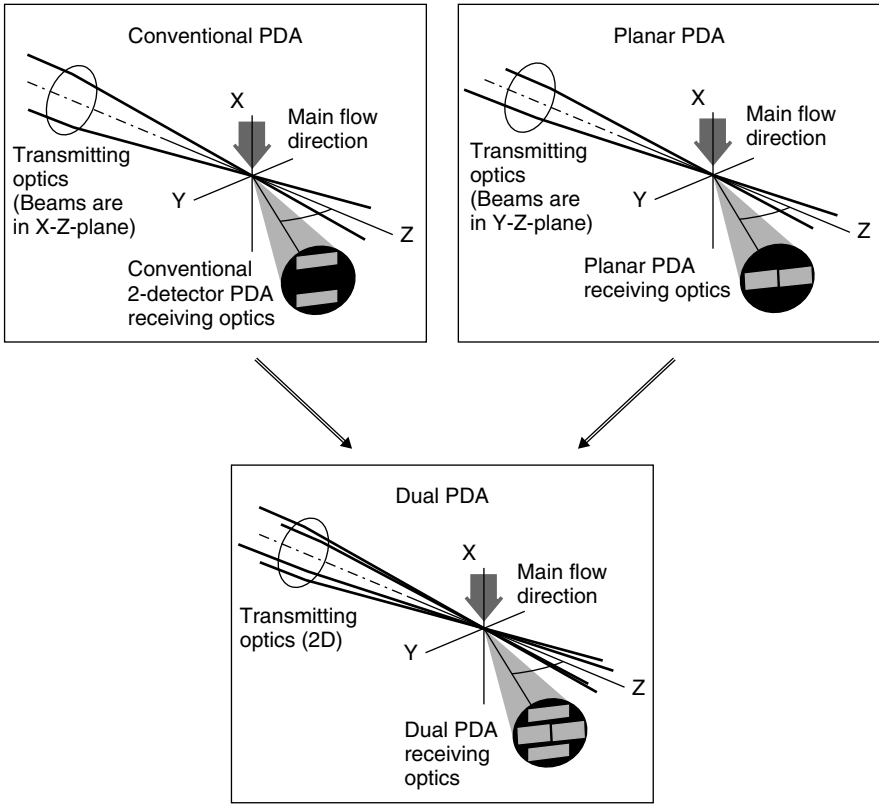 Conventional PDA
X
Main flow
direction
Transmitting
optics
(Beams are
in X-Z-plane)
Y
Z
Conventional
2-detector PDA
receiving optics
Planar PDA
X
Main flow
direction
Transmitting
optics
(Beams are
in Y-Z-plane)
Y
Z
Planar PDA
receiving optics
Dual PDA
X
Main flow
direction
Transmitting
optics (2D)
Y
Z
Dual PDA
receiving
optics